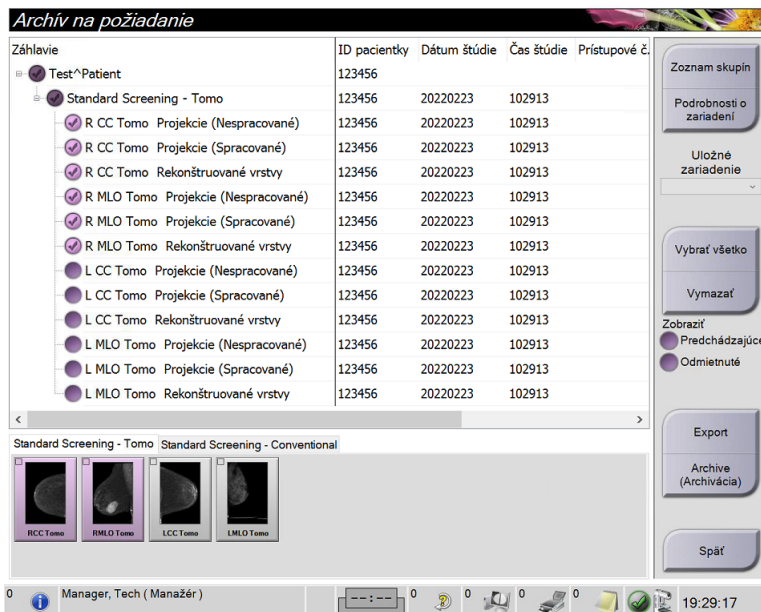 Archív na požiadanie
Záhlavie ID pacientky Dátum štúdie Čas štúdie Prístupové č.
Test^Patient 123456
Standard Screening - Tomo 123456 20220223 102913
R CC Tomo Projekcie (Nespracované) 123456 20220223 102913
R CC Tomo Projekcie (Spracované) 123456 20220223 102913
R CC Tomo Rekonštruované vrstvy 123456 20220223 102913
R MLO Tomo Projekcie (Nespracované) 123456 20220223 102913
R MLO Tomo Projekcie (Spracované) 123456 20220223 102913
R MLO Tomo Rekonštruované vrstvy 123456 20220223 102913
L CC Tomo Projekcie (Nespracované) 123456 20220223 102913
L CC Tomo Projekcie (Spracované) 123456 20220223 102913
L CC Tomo Rekonštruované vrstvy 123456 20220223 102913
L MLO Tomo Projekcie (Nespracované) 123456 20220223 102913
L MLO Tomo Projekcie (Spracované) 123456 20220223 102913
L MLO Tomo Rekonštruované vrstvy 123456 20220223 102913
Standard Screening - Tomo Standard Screening - Conventional
RCC Tomo RMLO Tomo LCC Tomo LMLO Tomo
Zoznam skupín
Podrobnosti o
zariadení
Uložné
zariadenie
Vybrať všetko
Vymazať
Zobraziť
Predchádzajúce
Odmietnuté
Export
Archive
(Archivácia)
Späť
0 Manager, Tech ( Manažér ) --:-- 0 0 0 0 19:29:17